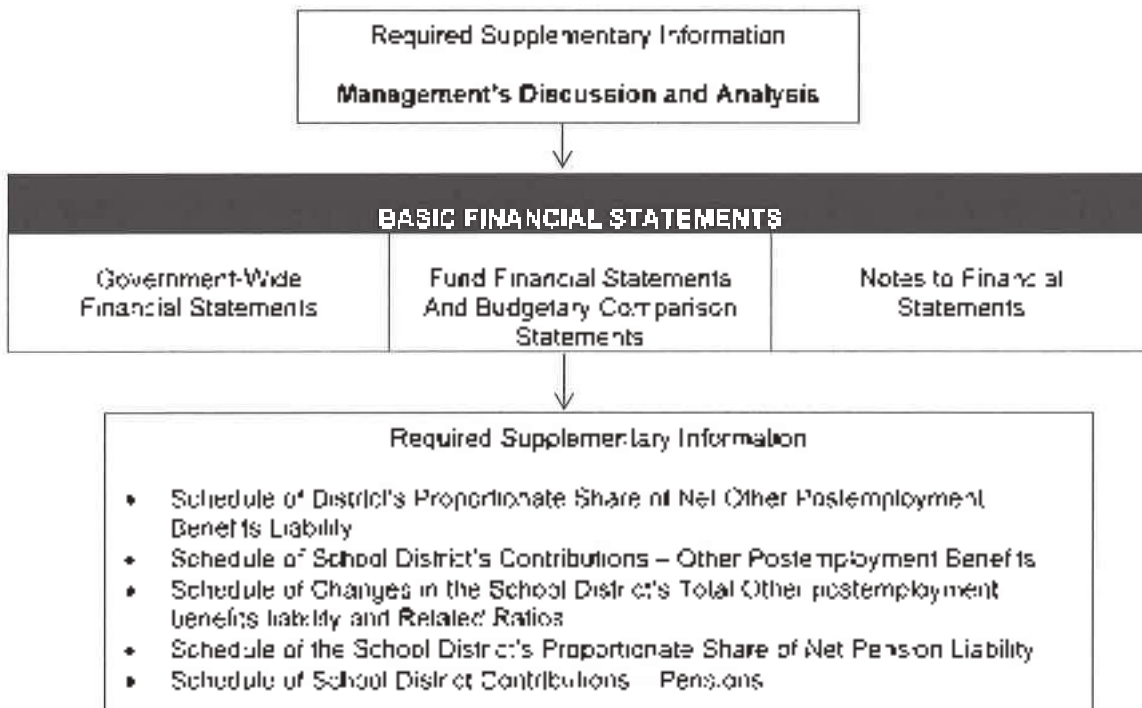 Required Supplementary Information
Management's Discussion and Analysis
BASIC FINANCIAL STATEMENTS
Government-Wide
Financial Statements
Fund Financial Statements
And Budgetary Comparison
Statements
Notes to Financial
Statements
Required Supplementary Information
• Schedule of District's Proportionate Share of Net Other Postemployment
Benefits Liability
• Schedule of School District's Contributions – Other Postemployment Benefits
• Schedule of Changes in the School District's Total Other postemployment
benefits liability and Related Ratios
• Schedule of the School District's Proportionate Share of Net Pension Liability
• Schedule of School District Contributions – Pensions